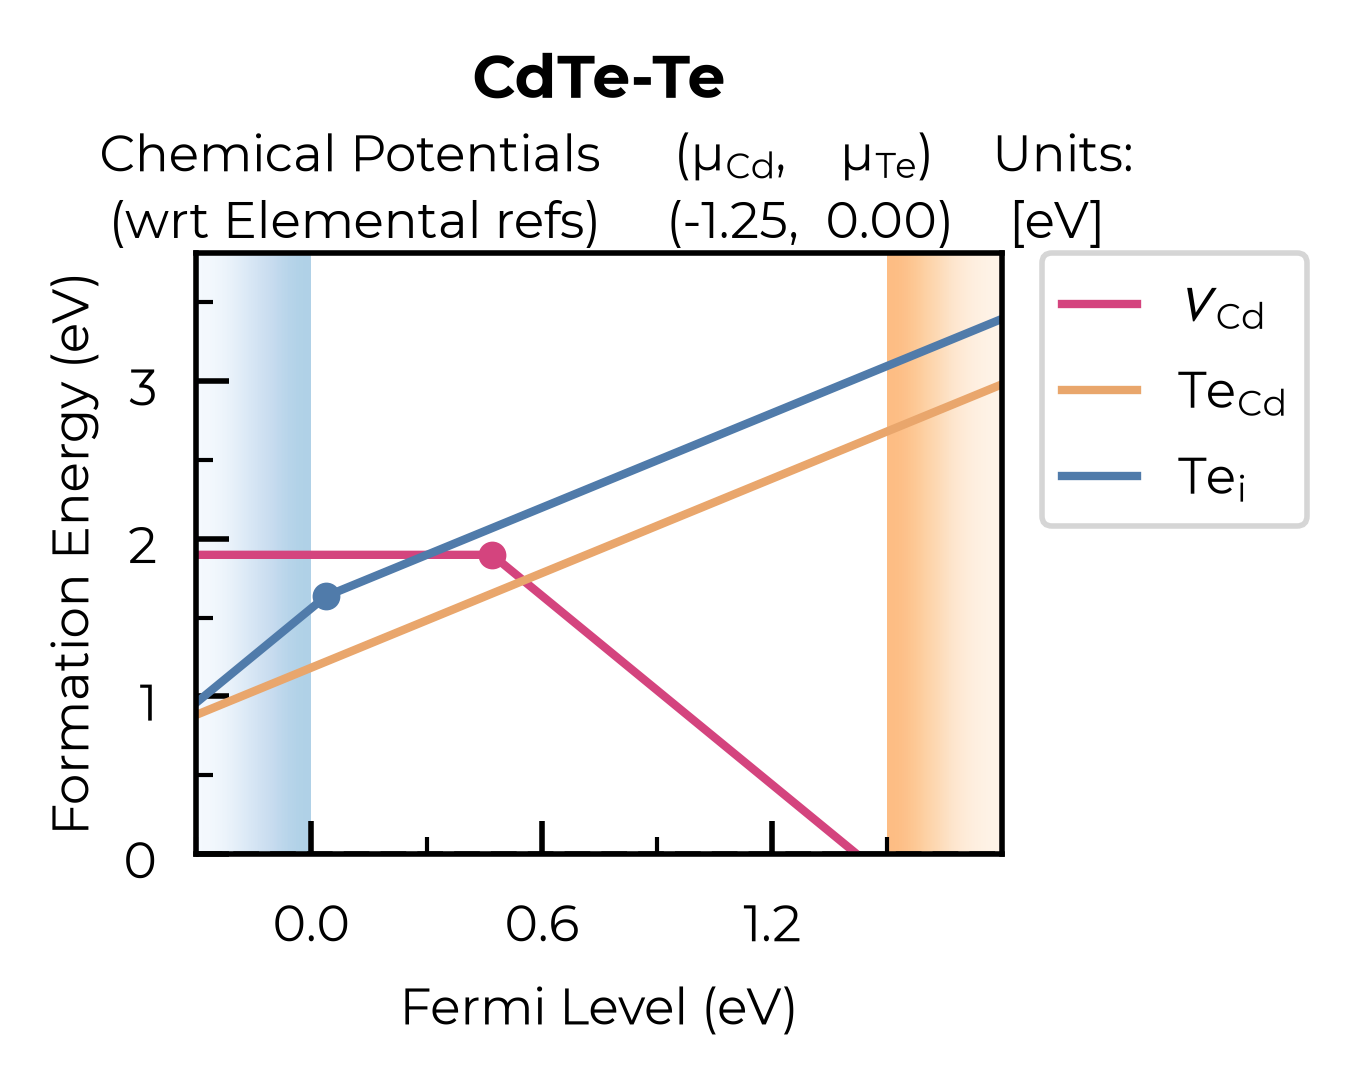 CdTe-Te
Chemical Potentials (μCd, μTe) Units:
(wrt Elemental refs) (-1.25, 0.00) [eV]
Formation Energy (eV)
3
2
1
0
0.0 0.6 1.2
Fermi Level (eV)
vCd
TeCd
Tei